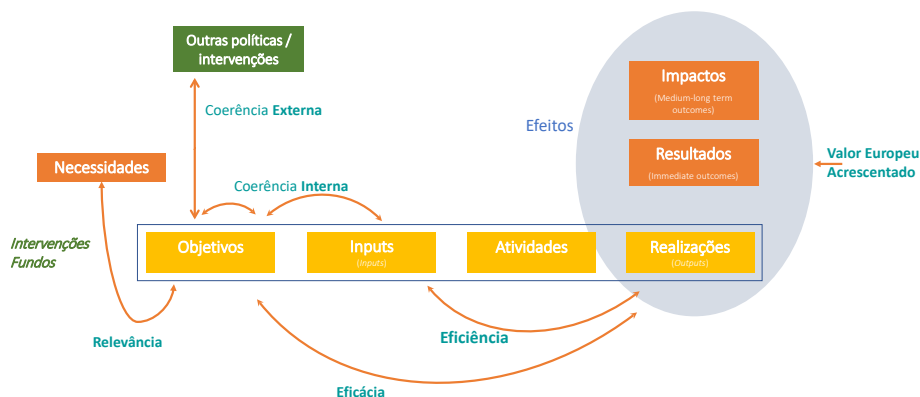 Outras políticas /
intervenções
Impactos
(Medium-long term
outcomes)
Coerência Externa
Efeitos
Resultados
(Immediate outcomes)
Valor Europeu
Acrescentado
Necessidades
Coerência Interna
Intervenções
Fundos
Objetivos
Inputs
(Inputs)
Atividades
Realizações
(Outputs)
Relevância
Eficiência
Eficácia